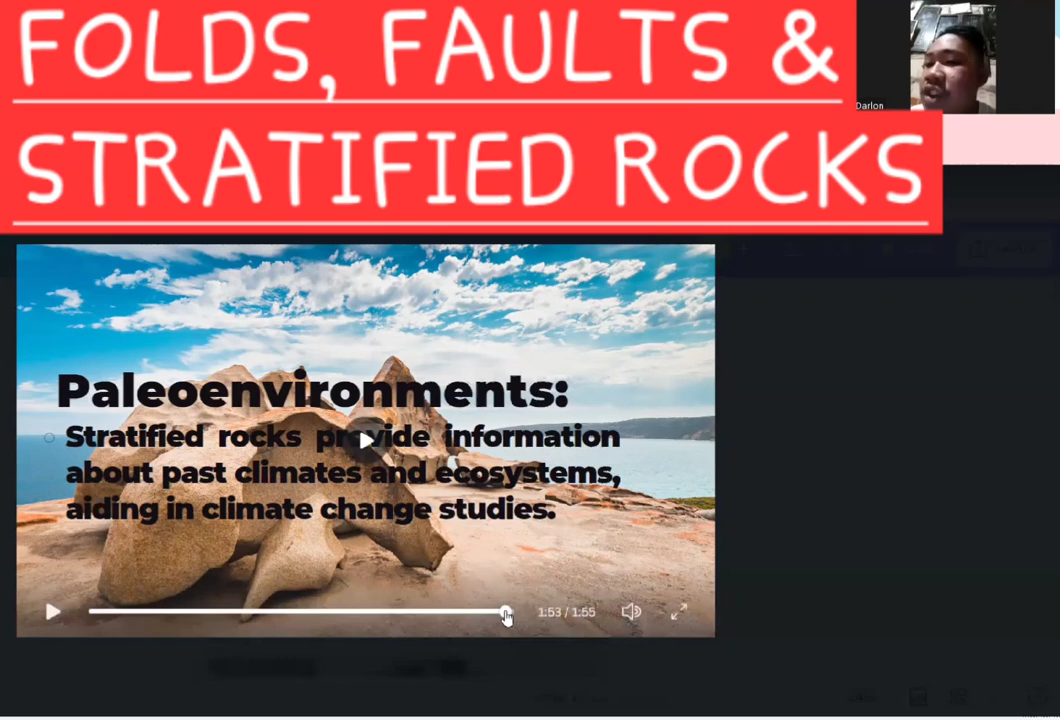 FOLDS, FAULTS &
STRATIFIED ROCKS
Darlon
Paleoenvironments:
Stratified rocks provide information
about past climates and ecosystems,
aiding in climate change studies.
1:53 / 1:55